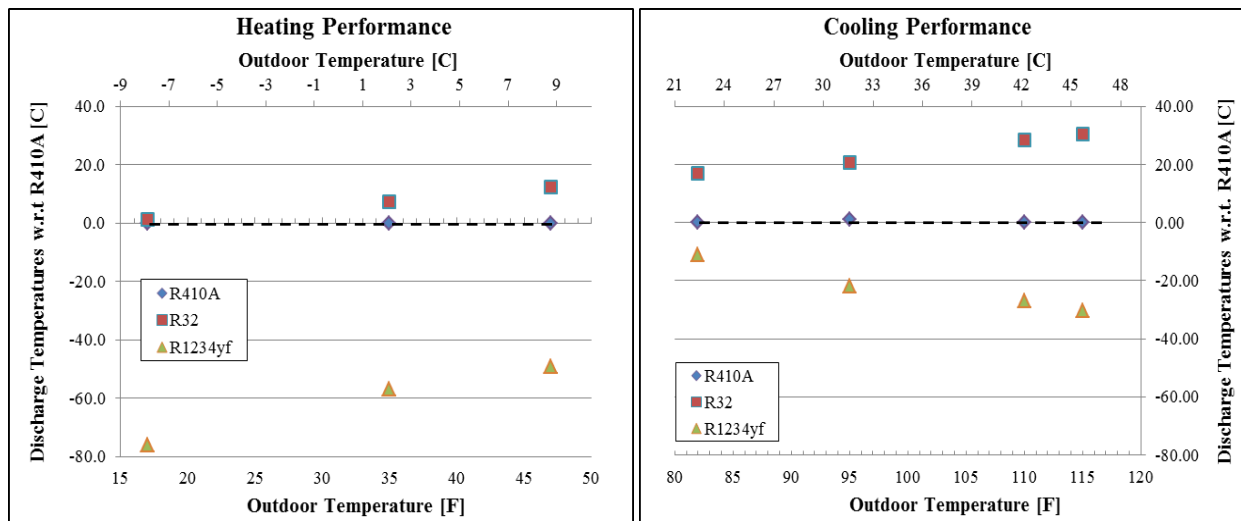 Heating Performance
Outdoor Temperature [C]
-9 -7 -5 -3 -1 1 3 5 7 9
Discharge Temperatures w.r.t R410A [C]
40.0
20.0
0.0
-20.0
-40.0
-60.0
-80.0
R410A
R32
R1234yf
15 20 25 30 35 40 45 50
Outdoor Temperature [F]
Cooling Performance
Outdoor Temperature [C]
21 24 27 30 33 36 39 42 45 48
40.00
20.00
0.00
-20.00
-40.00
-60.00
-80.00
Discharge Temperatures w.r.t. R410A [C]
R410A
R32
R1234yf
80 85 90 95 100 105 110 115 120
Outdoor Temperature [F]